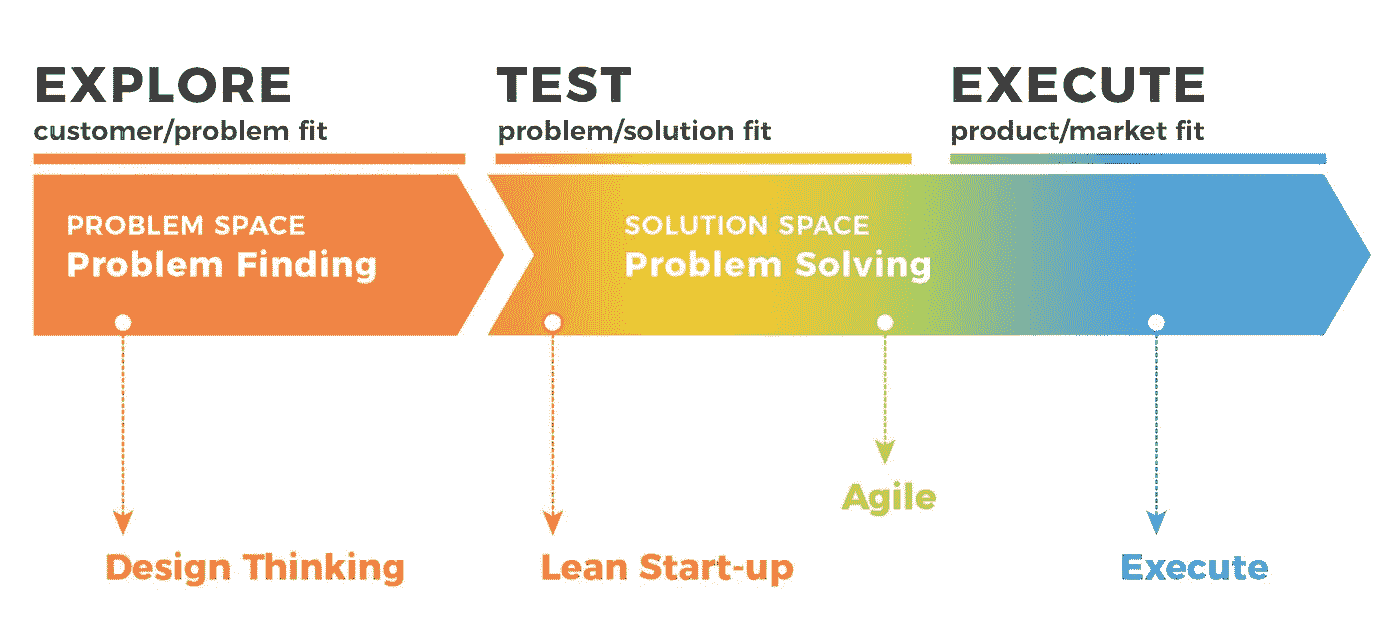 EXPLORE
customer/problem fit
TEST
problem/solution fit
EXECUTE
product/market fit
PROBLEM SPACE
Problem Finding
SOLUTION SPACE
Problem Solving
Agile
Design Thinking
Lean Start-up
Execute